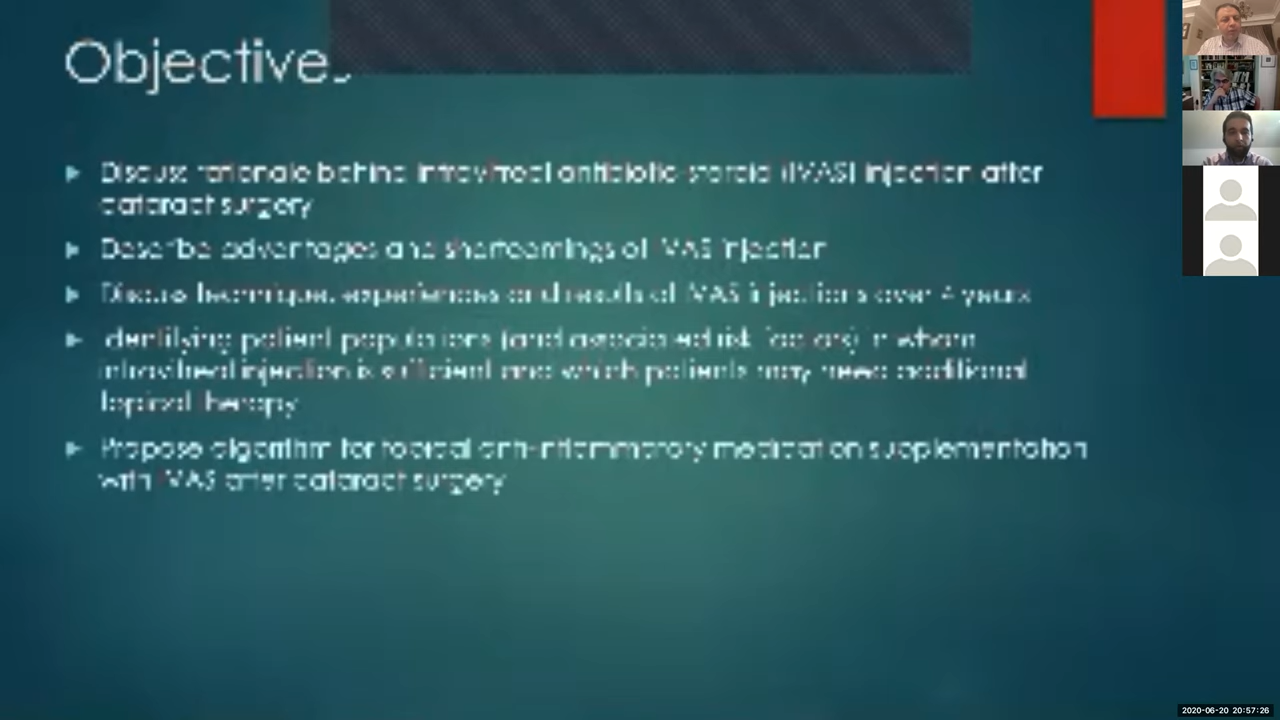 Objectives
Discuss rationale behind intravitreal antibiotic-steroid (IVAS) injection after
cataract surgery
Describe advantages and shortcomings of IVAS injection
Discuss technique, experiences and results of IVAS injections over 4 years
Identifying patient populations (and associated risk factors) in whom
intravitreal injection is sufficient and which patients may need additional
topical therapy
Propose algorithm for topical anti-inflammatory medication supplementation
with IVAS after cataract surgery
2020-06-20 20:57:26